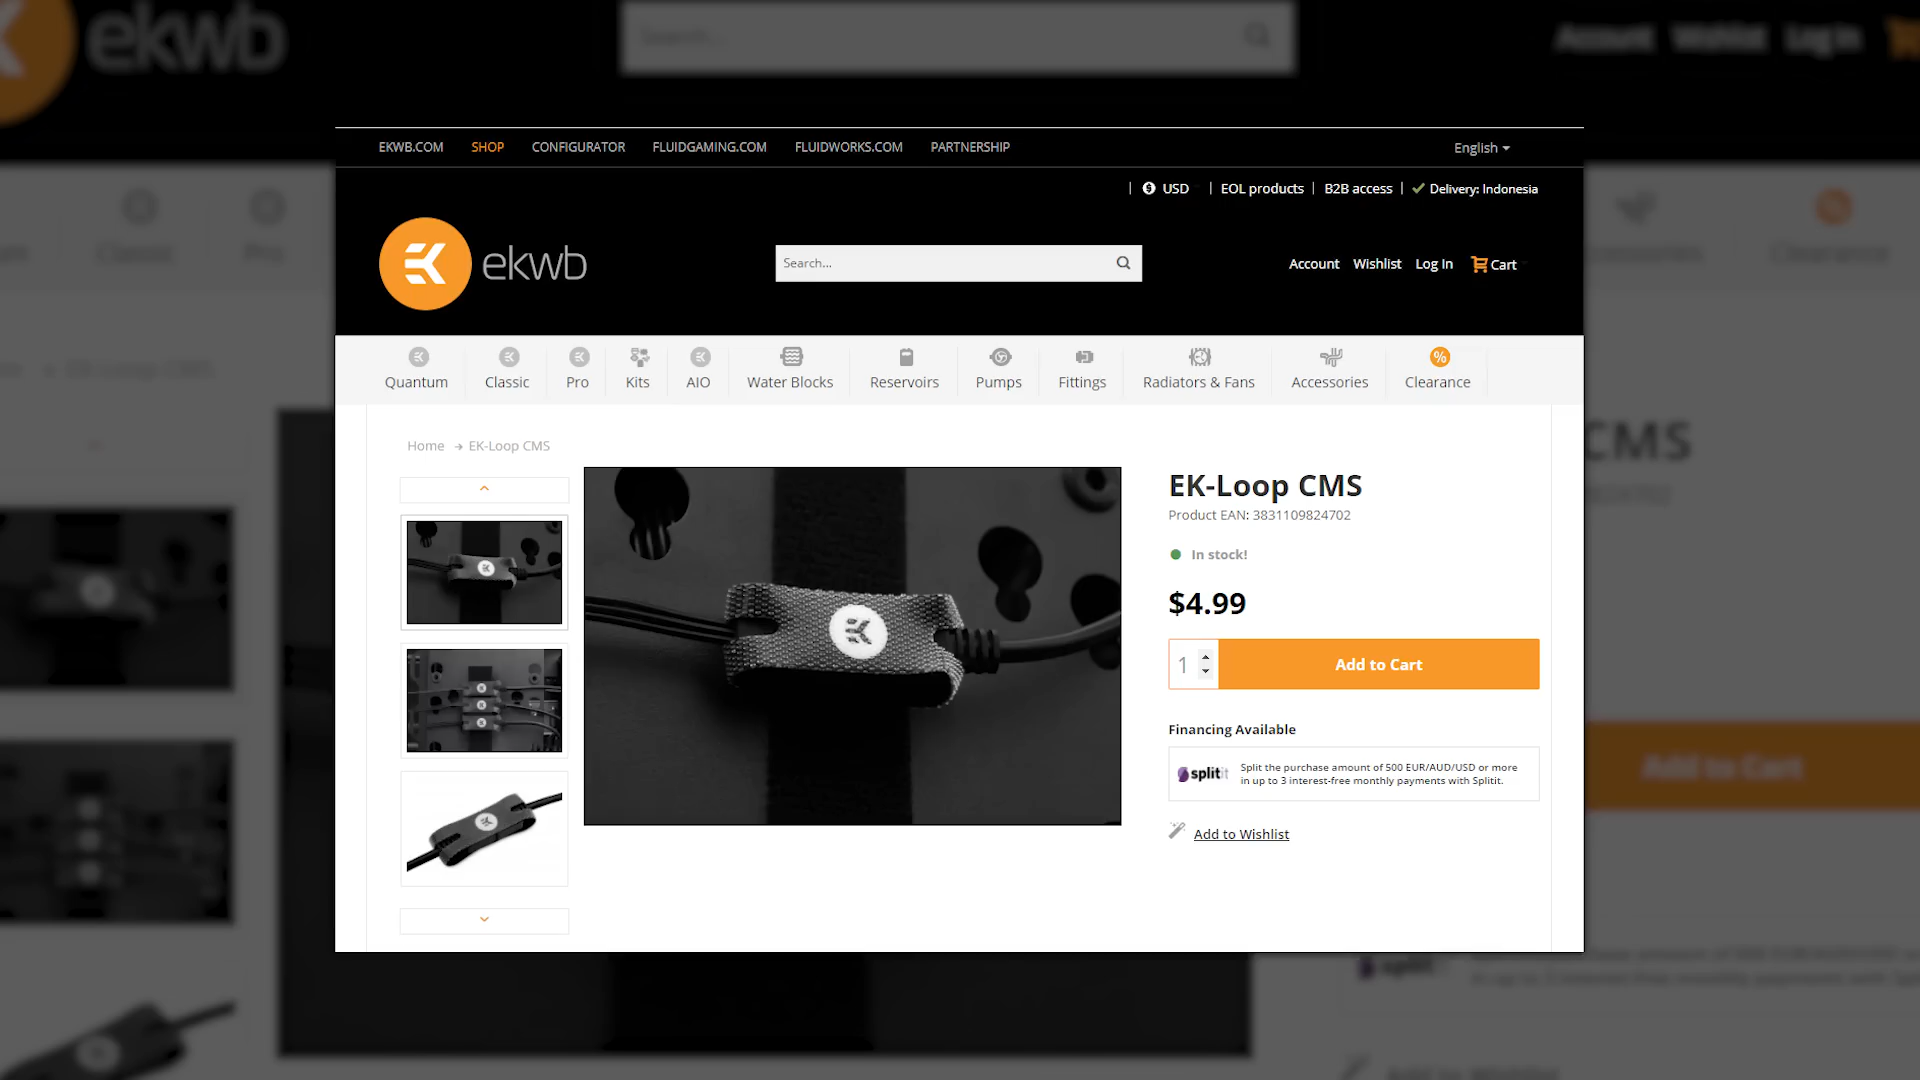 EKWB.COM SHOP CONFIGURATOR FLUIDGAMING.COM FLUIDWORKS.COM PARTNERSHIP English
USD EOL products B2B access Delivery: Indonesia
ekwb Search... Account Wishlist Log In Cart
Quantum Classic Pro Kits AIO Water Blocks Reservoirs Pumps Fittings Radiators & Fans Accessories Clearance
Home → EK-Loop CMS
EK-Loop CMS
Product EAN: 3831109824702
In stock!
$4.99
1 Add to Cart
Financing Available
splitit Split the purchase amount of 500 EUR/AUD/USD or more
in up to 3 interest-free monthly payments with Splitit.
Add to Wishlist